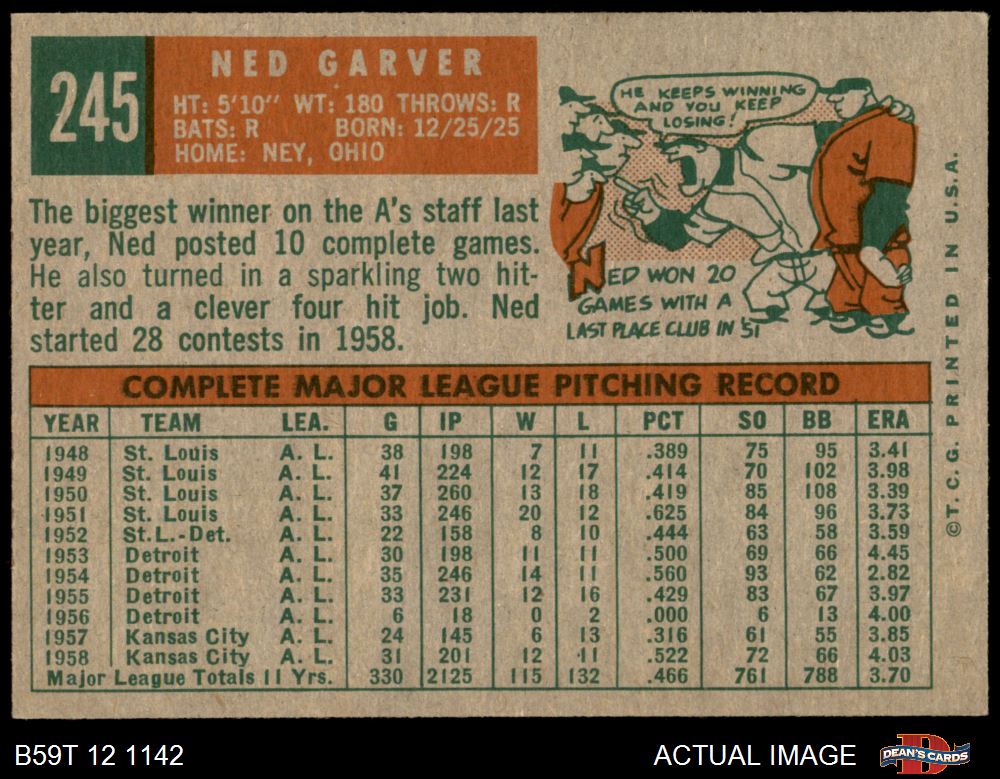 245
NED GARVER
HT: 5'10" WT: 180 THROWS: R
BATS: R BORN: 12/25/25
HOME: NEY, OHIO
HE KEEPS WINNING
AND YOU KEEP
LOSING!
The biggest winner on the A's staff last
year, Ned posted 10 complete games.
He also turned in a sparkling two hit-
ter and a clever four hit job. Ned
started 28 contests in 1958.
NED WON 20
GAMES WITH A
LAST PLACE CLUB IN '51
COMPLETE MAJOR LEAGUE PITCHING RECORD
YEAR TEAM LEA. G IP W L PCT SO BB ERA
1948 St. Louis A. L. 38 198 7 11 .389 75 95 3.41
1949 St. Louis A. L. 41 224 12 17 .414 70 102 3.98
1950 St. Louis A. L. 37 260 13 18 .419 85 108 3.39
1951 St. Louis A. L. 33 246 20 12 .625 84 96 3.73
1952 St.L.-Det. A. L. 22 158 8 10 .444 63 58 3.59
1953 Detroit A. L. 30 198 11 11 .500 69 66 4.45
1954 Detroit A. L. 35 246 14 11 .560 93 62 2.82
1955 Detroit A. L. 33 231 12 16 .429 83 67 3.97
1956 Detroit A. L. 6 18 0 2 .000 6 13 4.00
1957 Kansas City A. L. 24 145 6 13 .316 61 55 3.85
1958 Kansas City A. L. 31 201 12 11 .522 72 66 4.03
Major League Totals 11 Yrs. 330 2125 115 132 .466 761 788 3.70
©T.C.G. PRINTED IN U.S.A.
B59T 12 1142
ACTUAL IMAGE
D
DEAN'S CARDS